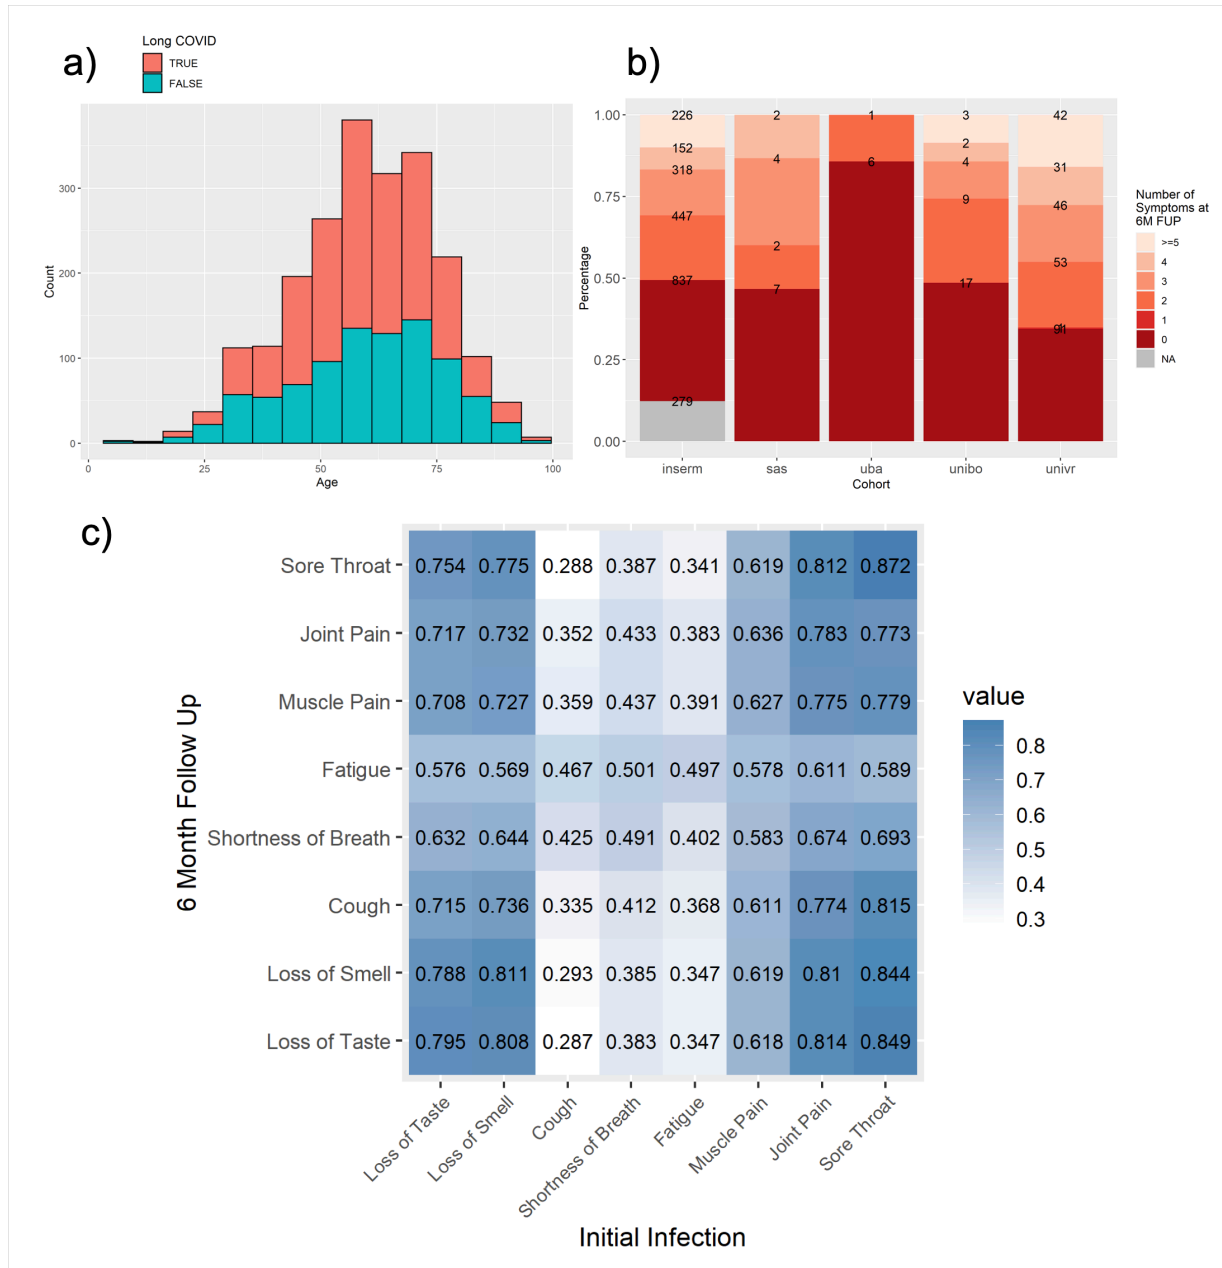 a)
Long COVID
TRUE
FALSE
300
200
100
0
Count
0 25 50 75 100
Age
b)
1.00
0.75
0.50
0.25
0.00
Percentage
226 2 1 3 42
152 4 6 2 31
318 2 4 46
447 7 9 53
837 17 91
279
inserm sas uba unibo univr
Cohort
Number of
Symptoms at
6M FUP
>=5
4
3
2
1
0
NA
c)
6 Month Follow Up
Sore Throat 0.754 0.775 0.288 0.387 0.341 0.619 0.812 0.872
Joint Pain 0.717 0.732 0.352 0.433 0.383 0.636 0.783 0.773
Muscle Pain 0.708 0.727 0.359 0.437 0.391 0.627 0.775 0.779
Fatigue 0.576 0.569 0.467 0.501 0.497 0.578 0.611 0.589
Shortness of Breath 0.632 0.644 0.425 0.491 0.402 0.583 0.674 0.693
Cough 0.715 0.736 0.335 0.412 0.368 0.611 0.774 0.815
Loss of Smell 0.788 0.811 0.293 0.385 0.347 0.619 0.81 0.844
Loss of Taste 0.795 0.808 0.287 0.383 0.347 0.618 0.814 0.849
Loss of Taste
Loss of Smell
Cough
Shortness of Breath
Fatigue
Muscle Pain
Joint Pain
Sore Throat
Initial Infection
value
0.8
0.7
0.6
0.5
0.4
0.3